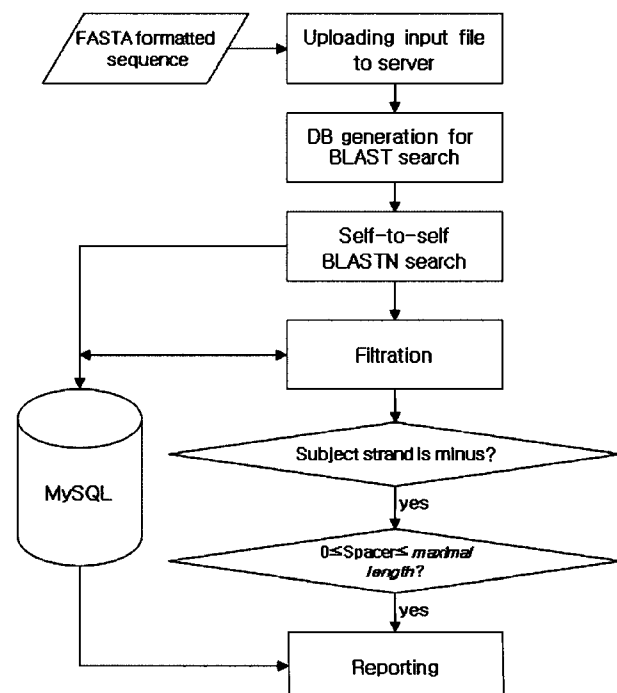 FASTA formatted
sequence
Uploading input file
to server
DB generation for
BLAST search
Self-to-self
BLASTN search
Filtration
Subject strand is minus?
MySQL
yes
0≤Spacer≤ maximal
length?
yes
Reporting